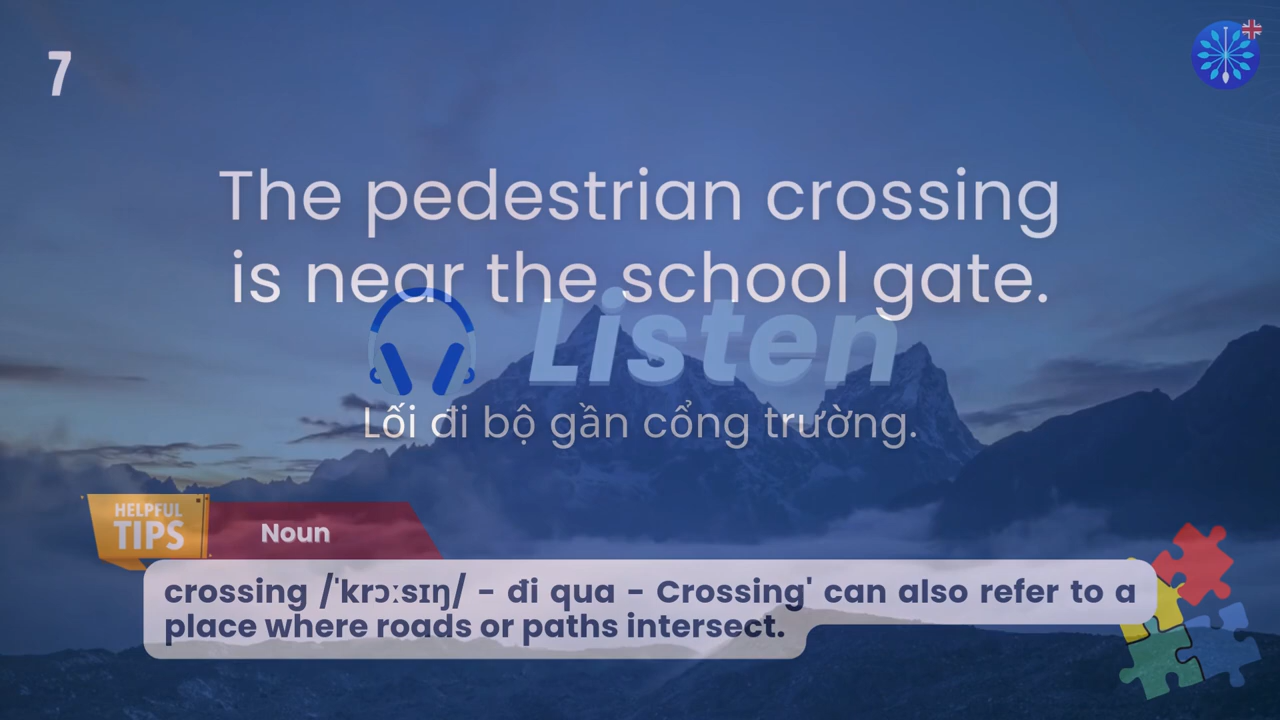 7
The pedestrian crossing
is near the school gate.
Listen
Lối đi bộ gần cổng trường.
HELPFUL
TIPS
Noun
crossing /'krɔːsɪŋ/ - đi qua - Crossing' can also refer to a
place where roads or paths intersect.